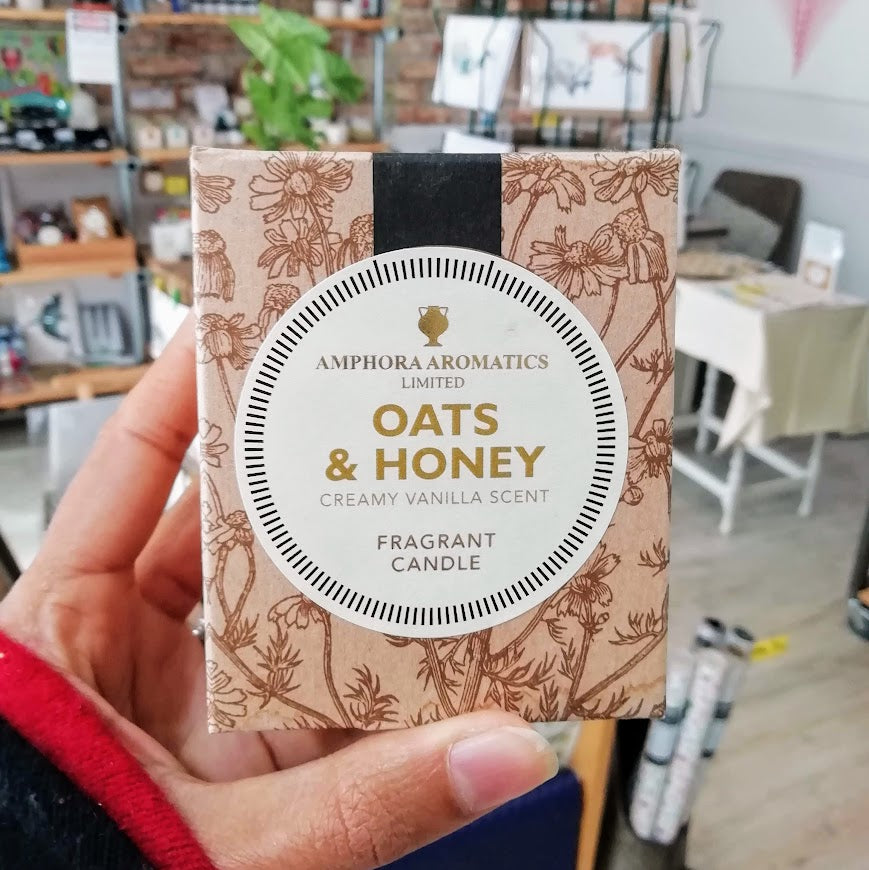 AMPHORA AROMATICS
LIMITED
OATS
& HONEY
CREAMY VANILLA SCENT
FRAGRANT
CANDLE